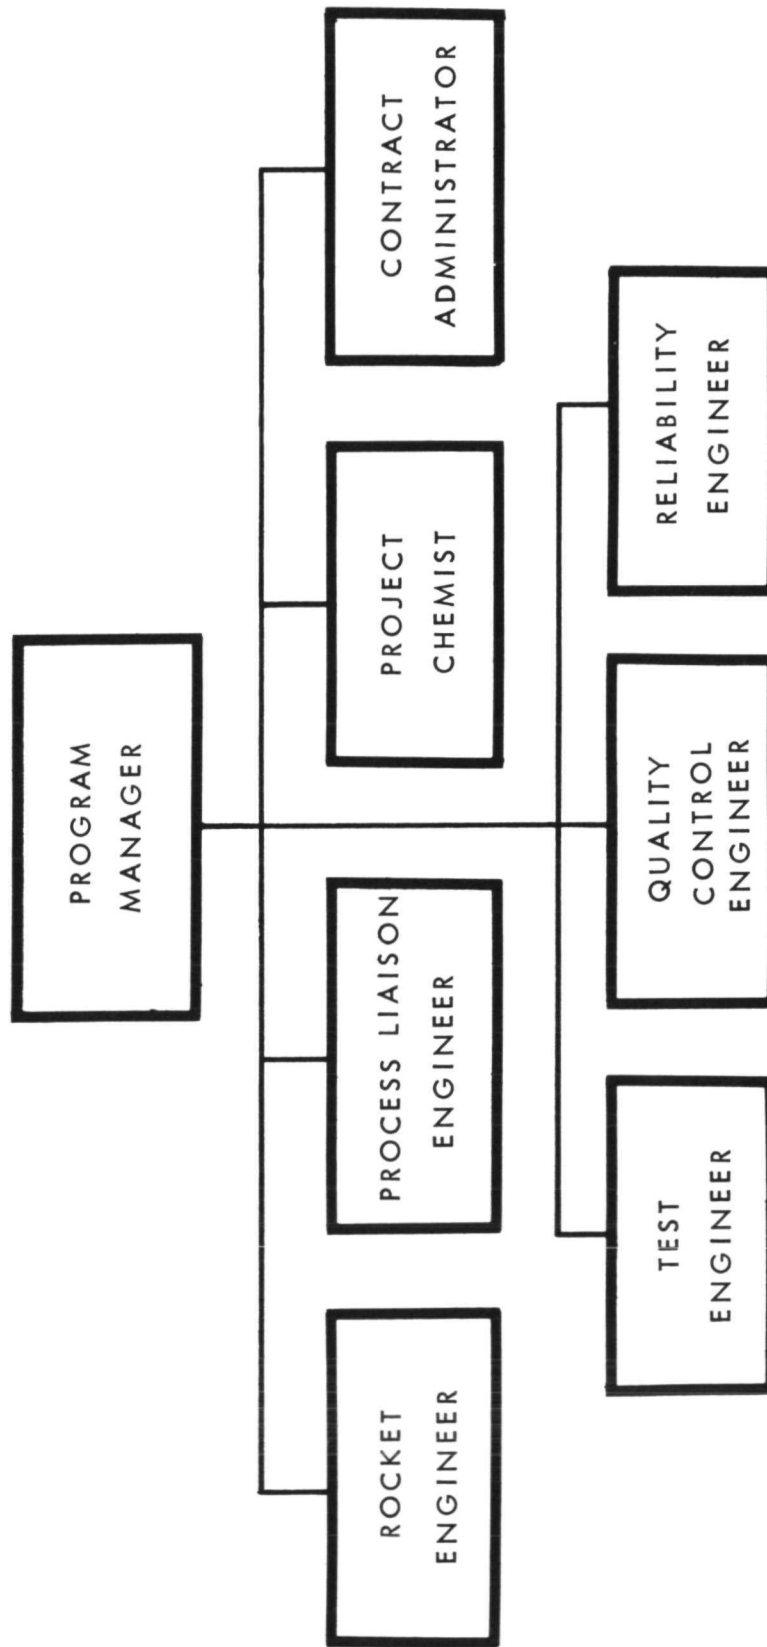 PROGRAM
MANAGER
ROCKET
ENGINEER
PROCESS LIAISON
ENGINEER
PROJECT
CHEMIST
CONTRACT
ADMINISTRATOR
TEST
ENGINEER
QUALITY
CONTROL
ENGINEER
RELIABILITY
ENGINEER